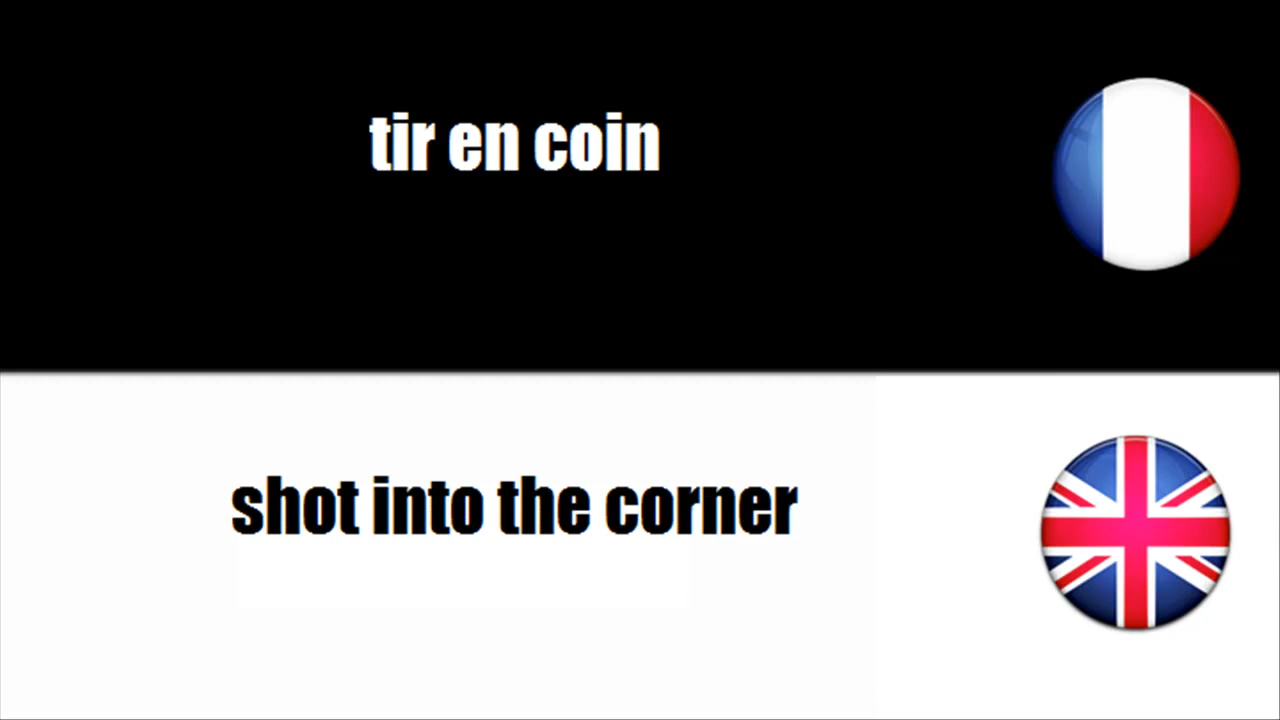 tir en coin
shot into the corner